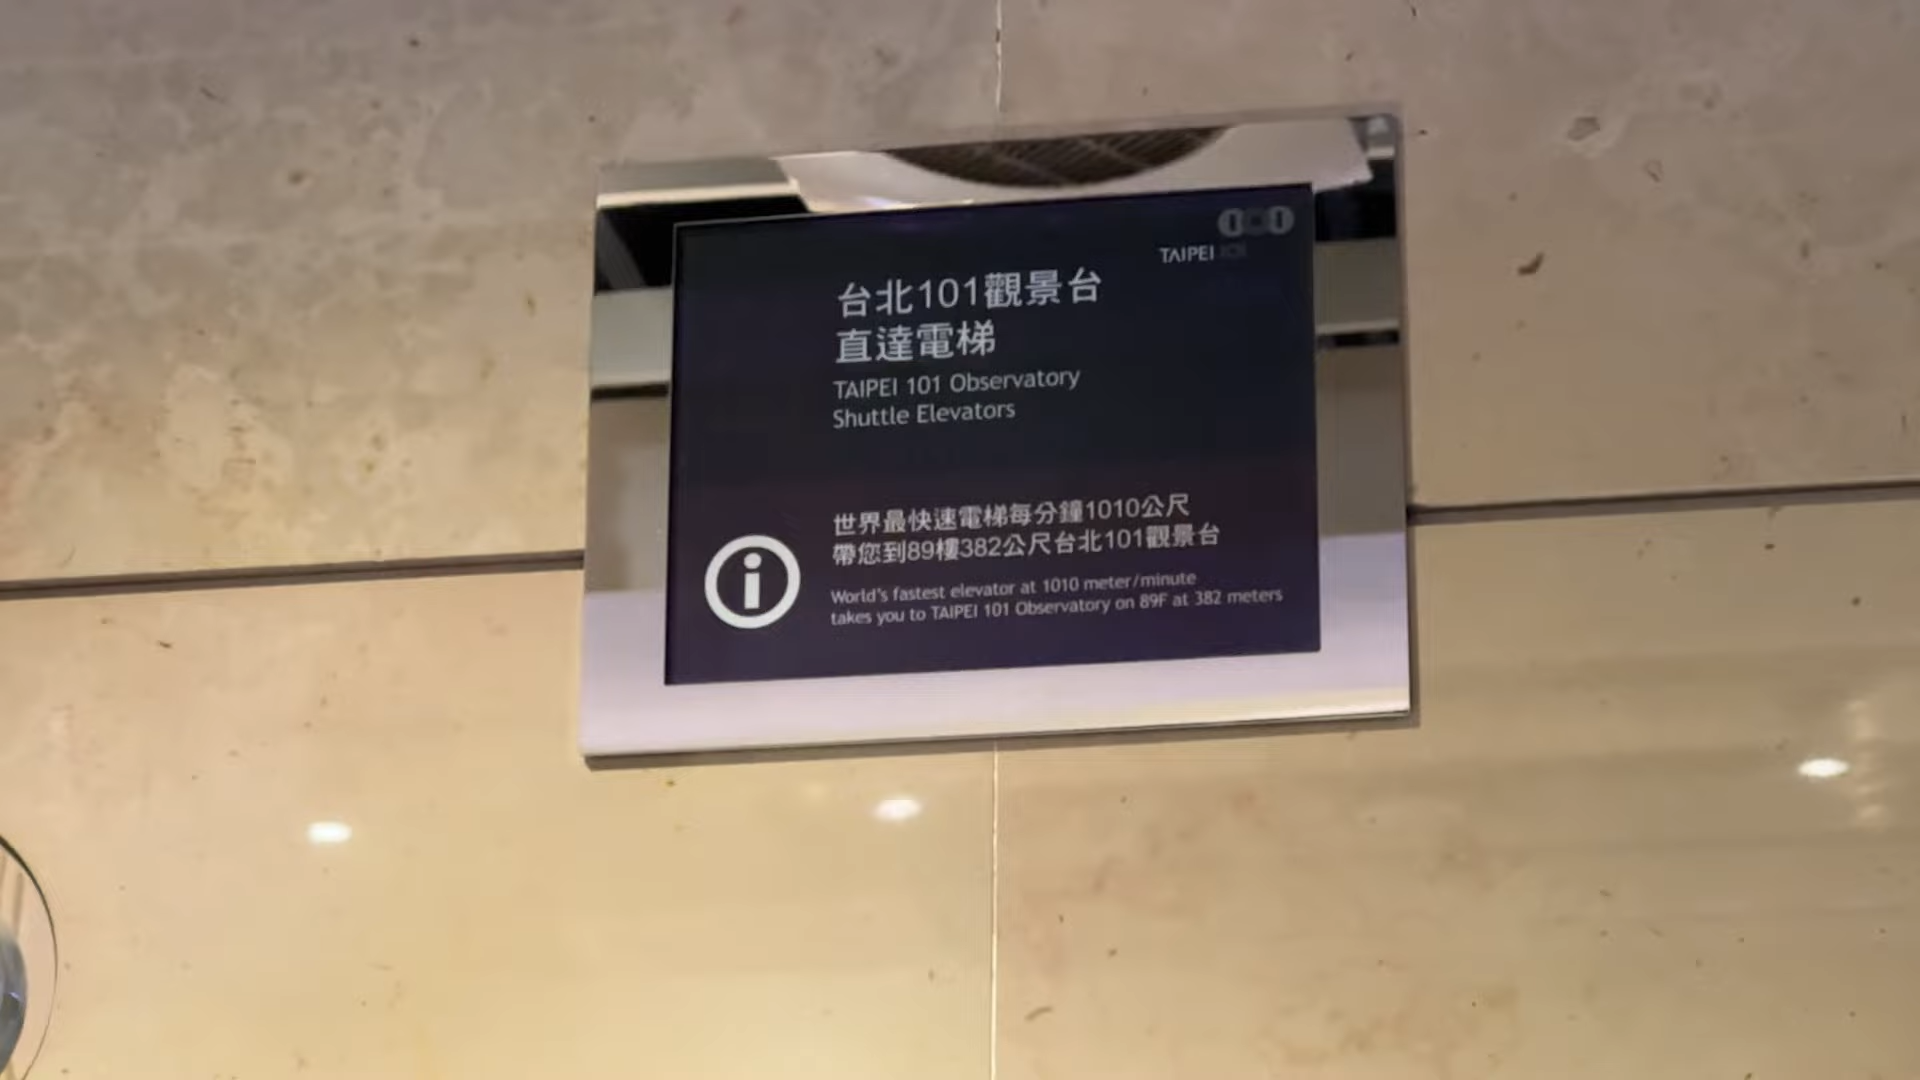 TAIPEI 101
台北101觀景台
直達電梯
TAIPEI 101 Observatory
Shuttle Elevators
世界最快速電梯每分鐘1010公尺
帶您到89樓382公尺台北101觀景台
World's fastest elevator at 1010 meter/minute
takes you to TAIPEI 101 Observatory on 89F at 382 meters